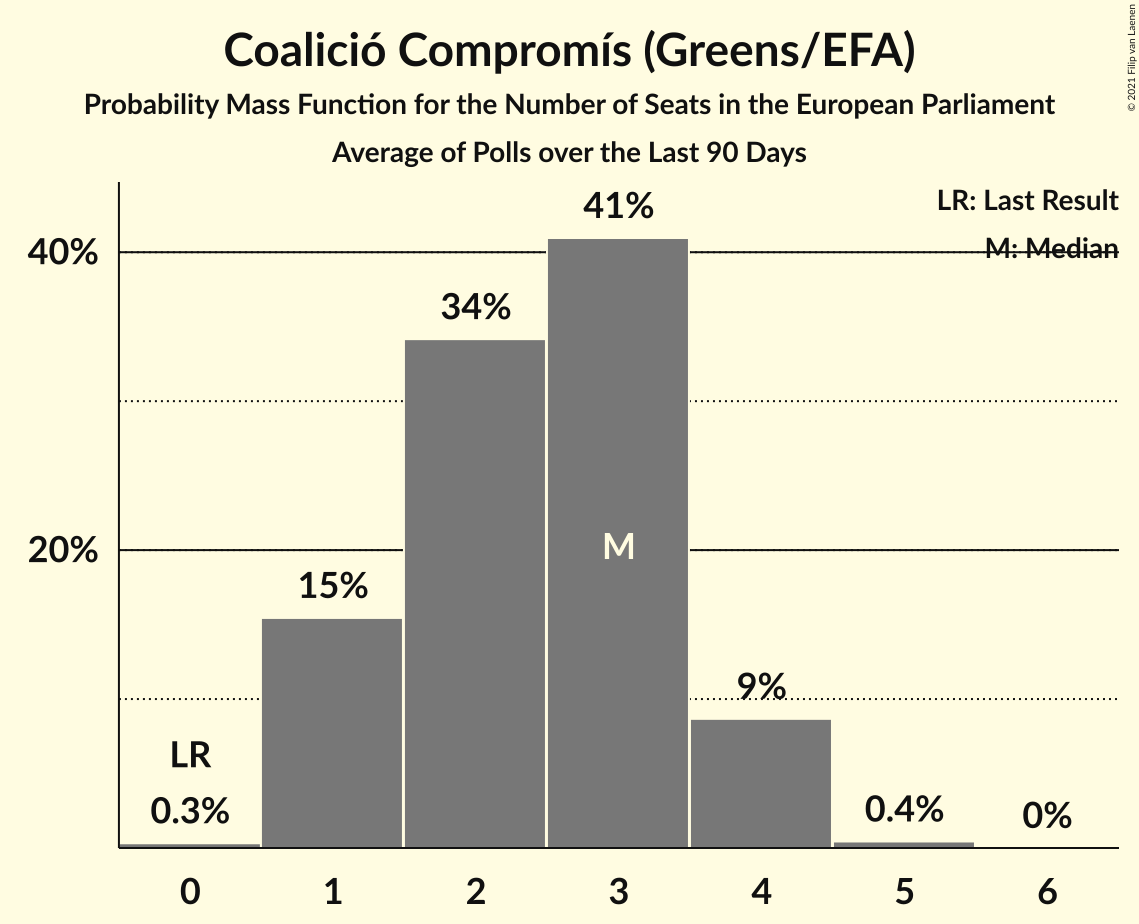 Coalició Compromís (Greens/EFA)
Probability Mass Function for the Number of Seats in the European Parliament
Average of Polls over the Last 90 Days
© 2021 Filip van Laenen
LR: Last Result
M: Median
40%
20%
41%
34%
M
15%
9%
LR
0.3%
0.4%
0%
0 1 2 3 4 5 6